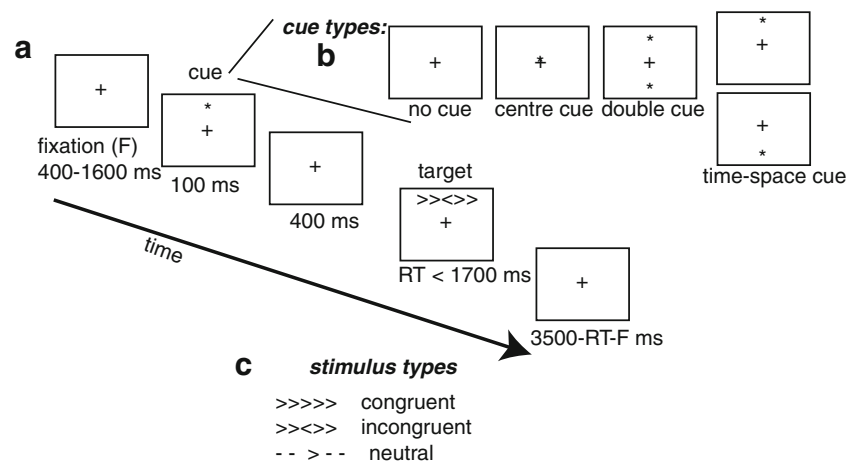 a
fixation (F)
400-1600 ms
cue
100 ms
400 ms
target
>><>>
RT < 1700 ms
3500-RT-F ms
time
b
cue types:
no cue
centre cue
double cue
time-space cue
c
stimulus types
>>>>> congruent
>><>> incongruent
- - > - - neutral